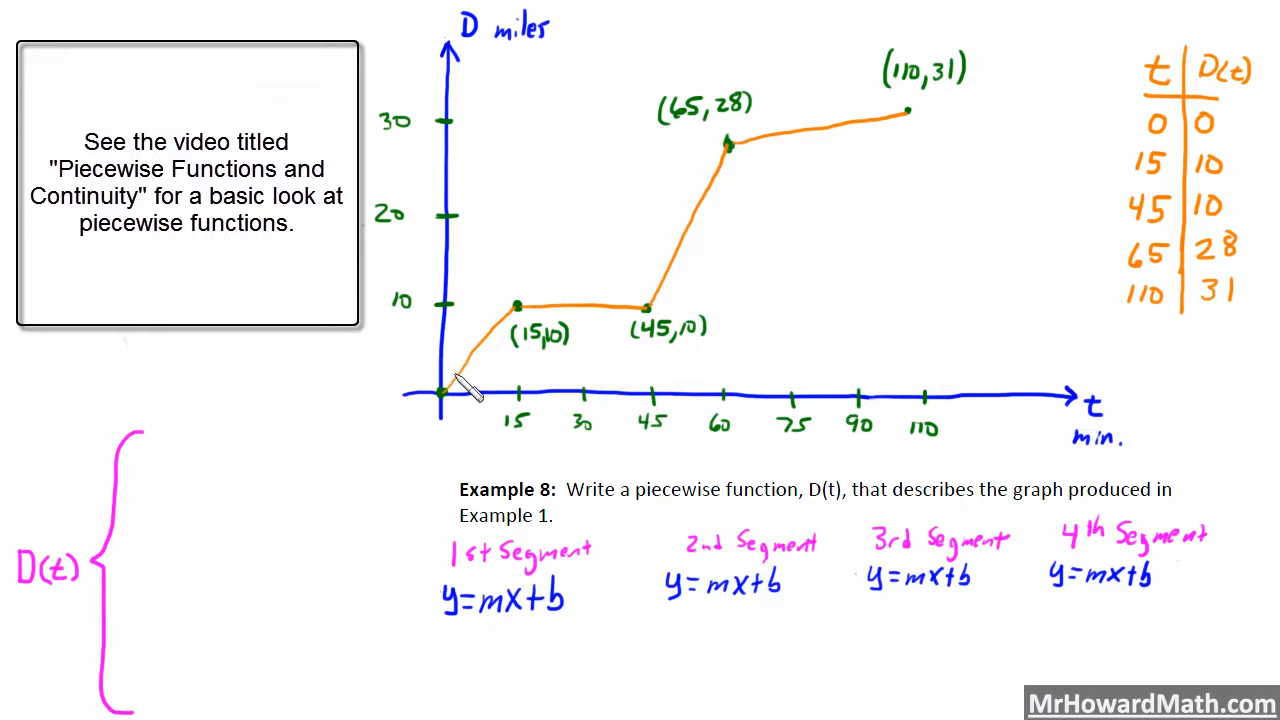 See the video titled
"Piecewise Functions and
Continuity" for a basic look at
piecewise functions.
D miles
30
20
10
(15,10)
(45,10)
(65,28)
(110,31)
15 30 45 60 75 90 110
t
min.
t D(t)
0 0
15 10
45 10
65 28
110 31
Example 8: Write a piecewise function, D(t), that describes the graph produced in
Example 1.
1st Segment
y=mx+b
2nd Segment
y=mx+b
3rd Segment
y=mx+b
4th Segment
y=mx+b
D(t) {
MrHowardMath.com